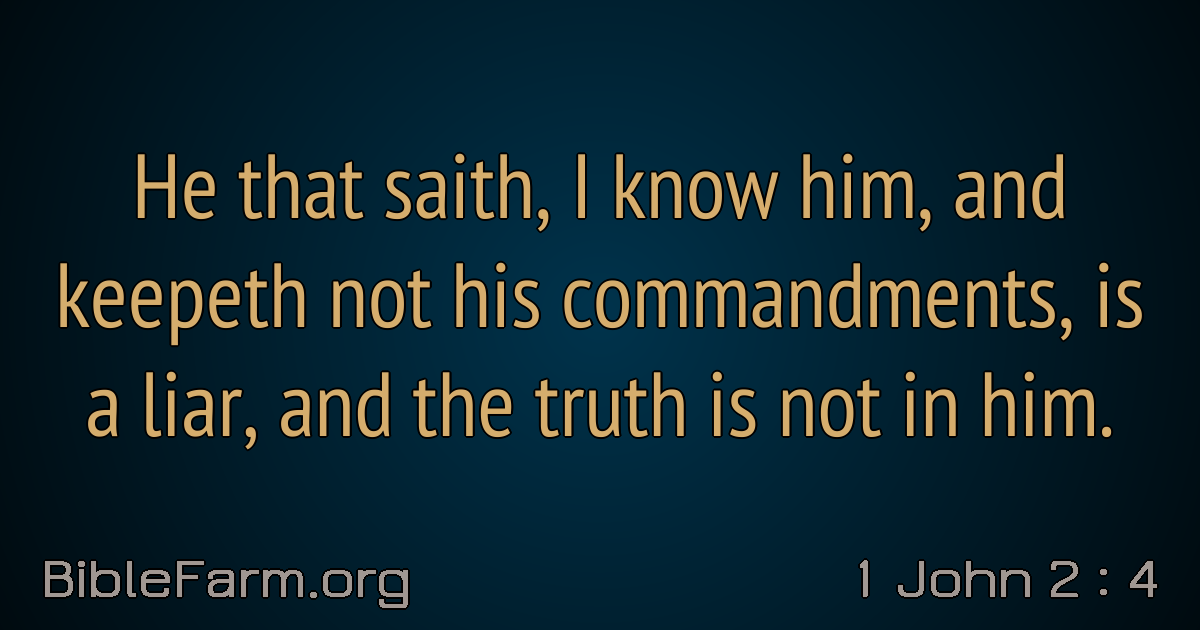 He that saith, I know him, and
keepeth not his commandments, is
a liar, and the truth is not in him.
BibleFarm.org
1 John 2 : 4